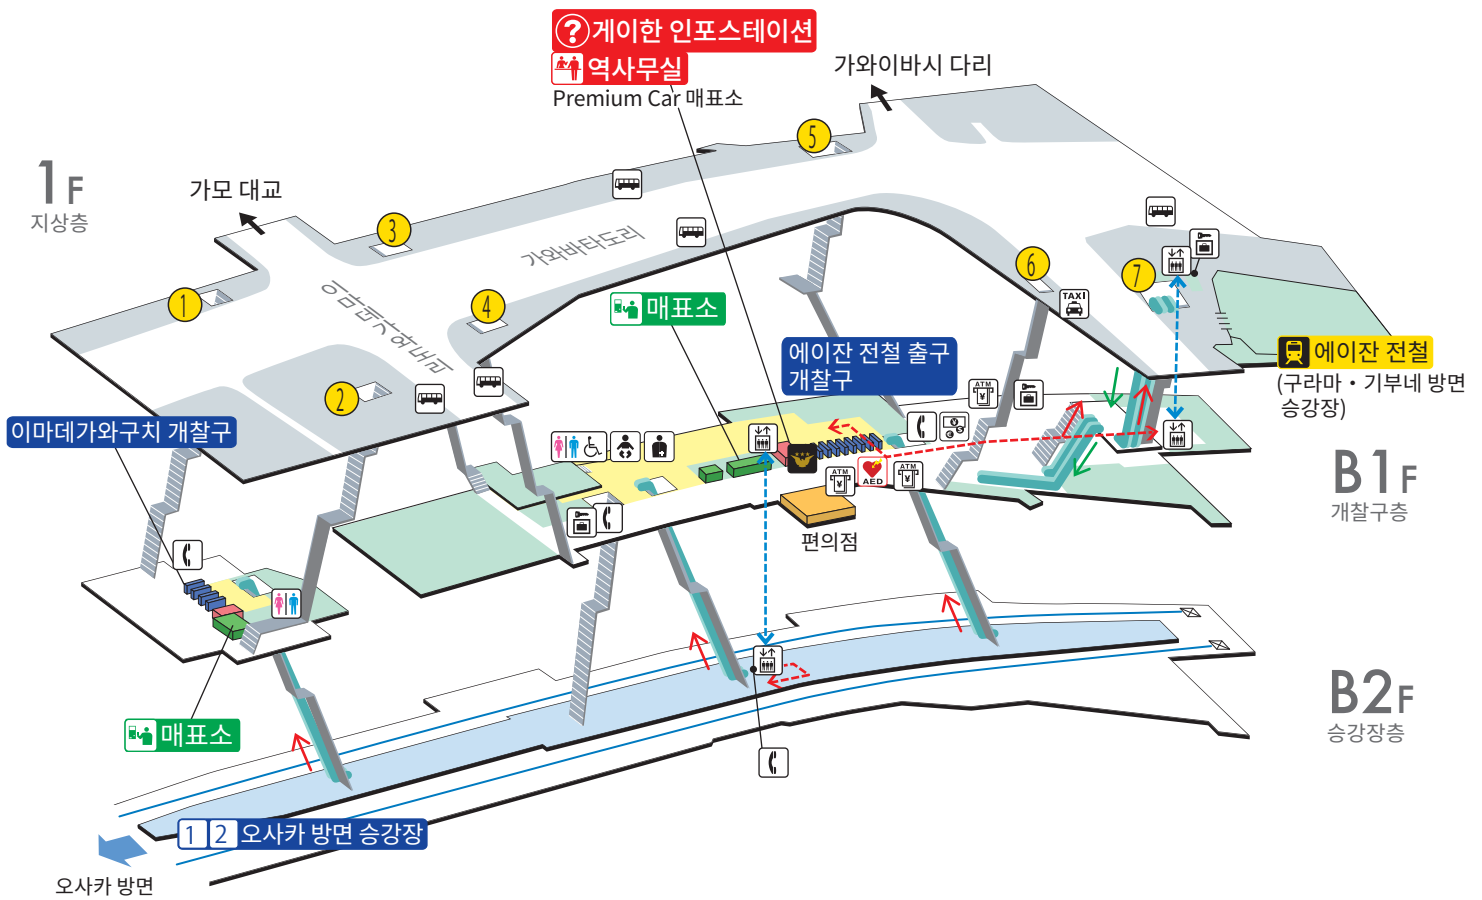 게이한 인포스테이션
역사무실
Premium Car 매표소
가와이바시 다리
1F
지상층
가모 대교
5
3
가와바타도리
1
4
이마데가와도리
2
6
TAXI
7
매표소
에이잔 전철 출구
개찰구
에이잔 전철
(구라마・기부네 방면
승강장)
이마데가와구치 개찰구
ATM
ATM
ATM
AED
편의점
B1F
개찰구층
매표소
B2F
승강장층
1 2 오사카 방면 승강장
오사카 방면